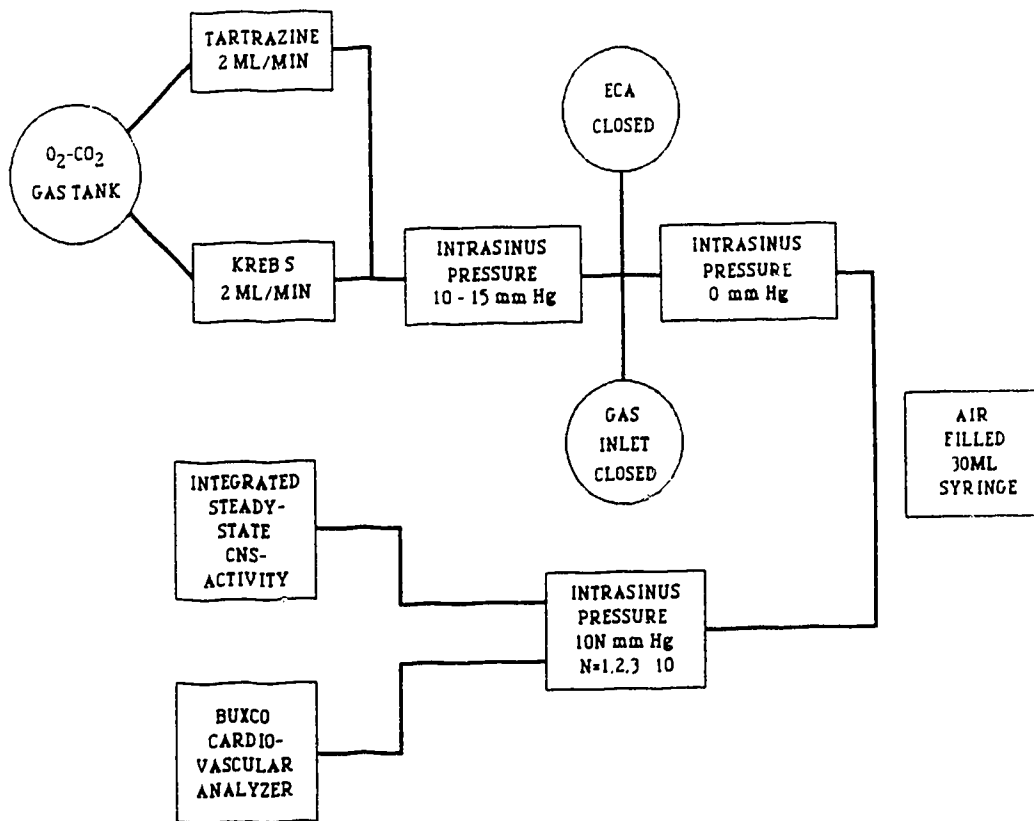 TARTRAZINE
2 ML/MIN
O₂-CO₂
GAS TANK
KREBS
2 ML/MIN
INTRASINUS
PRESSURE
10 - 15 mm Hg
ECA
CLOSED
INTRASINUS
PRESSURE
0 mm Hg
GAS
INLET
CLOSED
AIR
FILLED
30ML
SYRINGE
INTEGRATED
STEADY-
STATE
CNS-
ACTIVITY
INTRASINUS
PRESSURE
10N mm Hg
N=1,2,3 10
BUXCO
CARDIO-
VASCULAR
ANALYZER